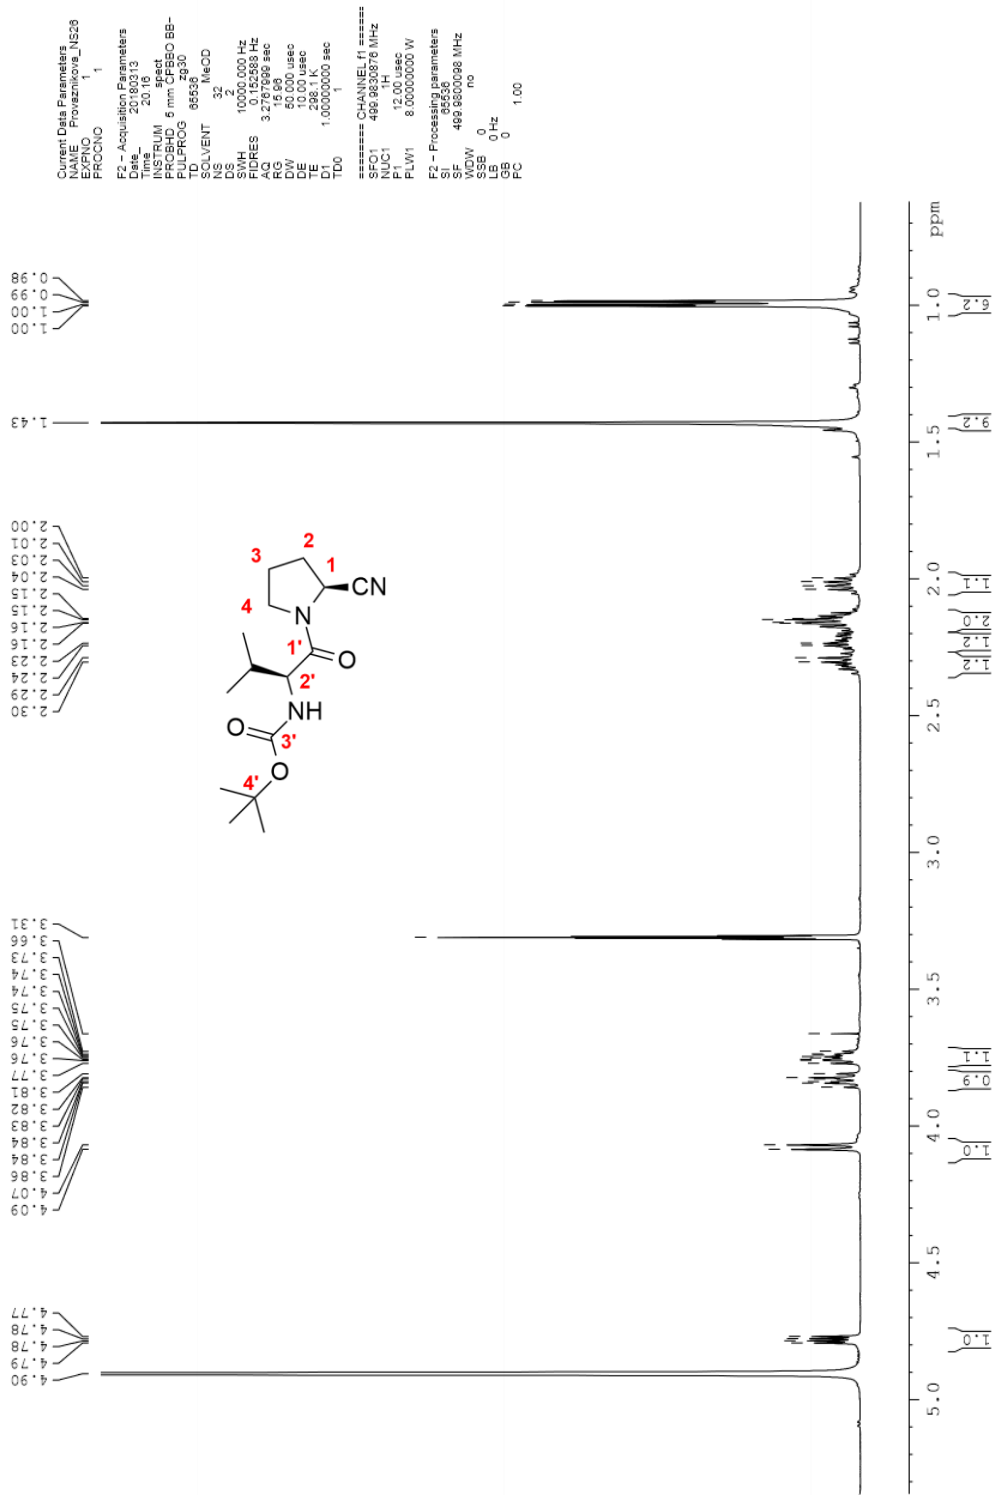 Current Data Parameters
NAME Provaznikova_NS26
EXPNO 1
PROCNO 1
F2 - Acquisition Parameters
Date_ 20180313
Time 20.16
INSTRUM spect
PROBHD 5 mm CPBBO BB-
PULPROG zg30
TD 65536
SOLVENT MeOD
NS 32
DS 2
SWH 10000.000 Hz
FIDRES 0.152588 Hz
AQ 3.2767999 sec
RG 15.96
DW 50.000 usec
DE 10.00 usec
TE 298.1 K
D1 1.00000000 sec
TD0 1
======== CHANNEL f1 ========
SFO1 499.9830876 MHz
NUC1 1H
P1 12.00 usec
PLW1 8.00000000 W
F2 - Processing parameters
SI 65536
SF 499.9800098 MHz
WDW no
SSB 0
LB 0 Hz
GB 0
PC 1.00
4.90
4.79
4.78
4.78
4.77
4.09
4.07
3.86
3.84
3.84
3.83
3.82
3.81
3.77
3.76
3.76
3.75
3.75
3.74
3.74
3.73
3.66
3.31
2.30
2.29
2.24
2.23
2.16
2.16
2.15
2.15
2.04
2.03
2.01
2.00
1.43
1.00
1.00
0.99
0.98
3
2
1
4
CN
N
1'
O
2'
NH
O
3'
O
4'
5.0
4.5
4.0
3.5
3.0
2.5
2.0
1.5
1.0
ppm
1.0
1.0
0.9
1.1
1.2
1.2
2.0
1.1
9.2
6.2